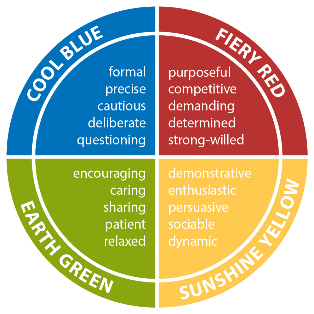 COOL BLUE
formal
precise
cautious
deliberate
questioning
FIERY RED
purposeful
competitive
demanding
determined
strong-willed
EARTH GREEN
encouraging
caring
sharing
patient
relaxed
SUNSHINE YELLOW
demonstrative
enthusiastic
persuasive
sociable
dynamic